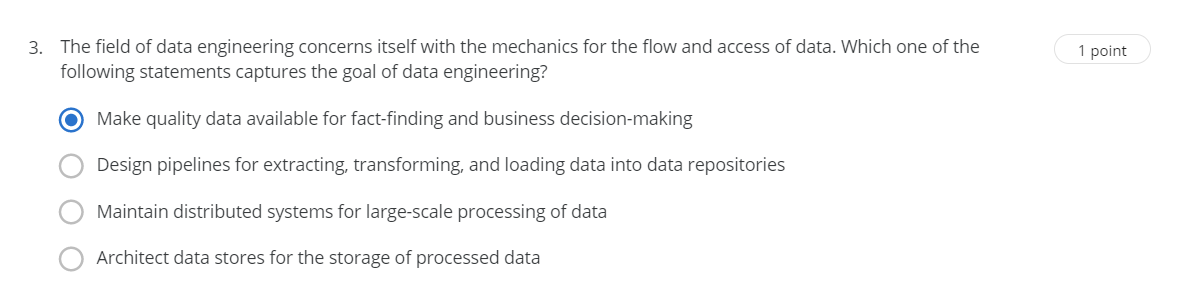 3. The field of data engineering concerns itself with the mechanics for the flow and access of data. Which one of the
1 point
following statements captures the goal of data engineering?
Make quality data available for fact-finding and business decision-making
Design pipelines for extracting, transforming, and loading data into data repositories
Maintain distributed systems for large-scale processing of data
Architect data stores for the storage of processed data